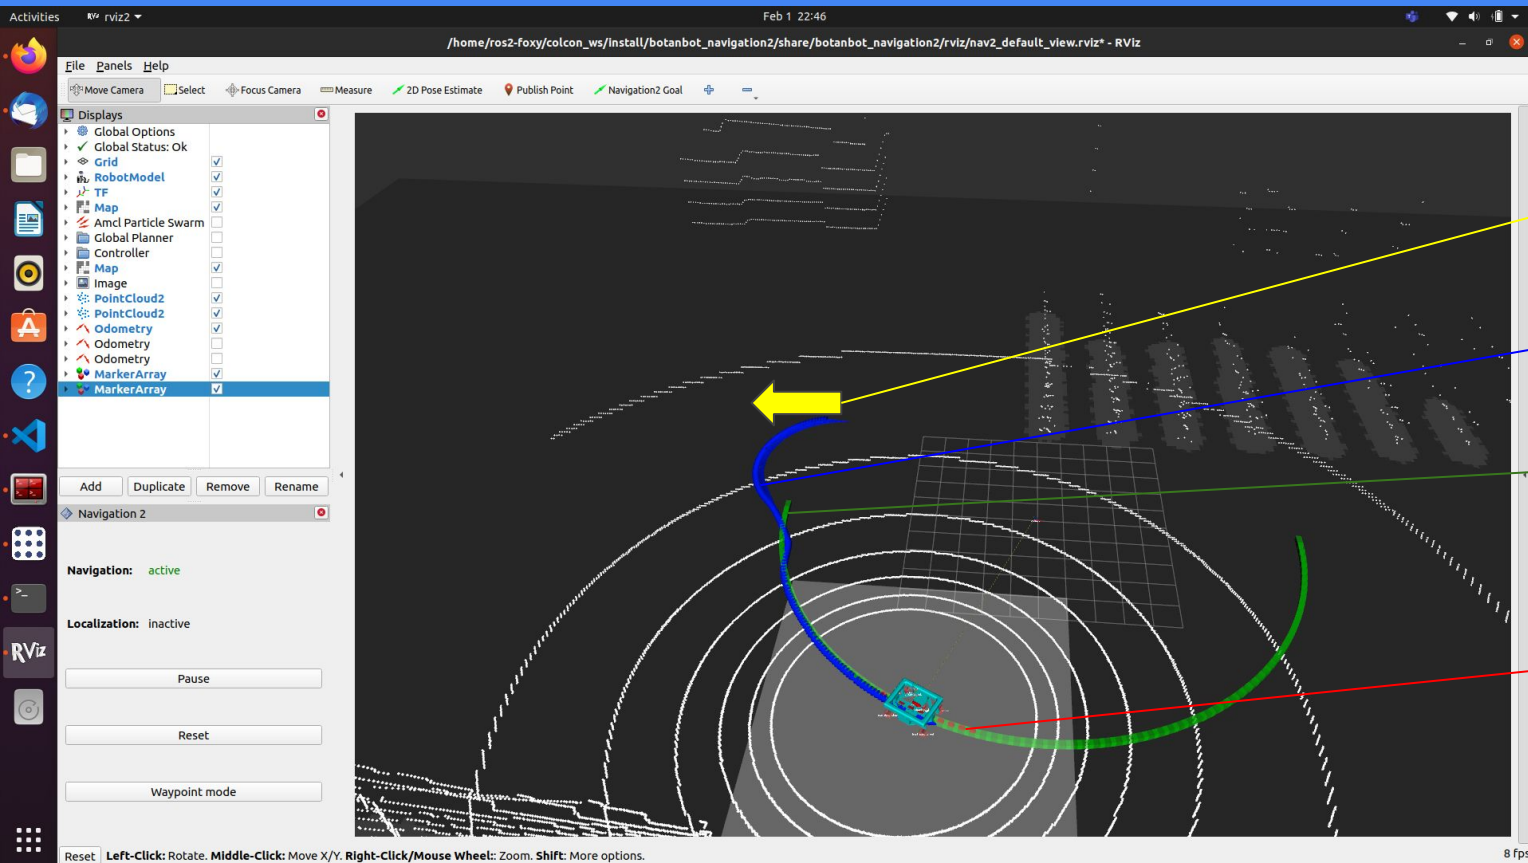 Activities
RViz rviz2
Feb 1 22:46
/home/ros2-foxy/colcon_ws/install/botanbot_navigation2/share/botanbot_navigation2/rviz/nav2_default_view.rviz* - RViz
File Panels Help
Move Camera Select Focus Camera Measure 2D Pose Estimate Publish Point Navigation2 Goal
Displays
Global Options
Global Status: Ok
Grid
RobotModel
TF
Map
Amcl Particle Swarm
Global Planner
Controller
Map
Image
PointCloud2
PointCloud2
Odometry
Odometry
Odometry
MarkerArray
MarkerArray
Add Duplicate Remove Rename
Navigation 2
Navigation: active
Localization: inactive
RViz
Pause
Reset
Waypoint mode
Reset Left-Click: Rotate. Middle-Click: Move X/Y. Right-Click/Mouse Wheel:: Zoom. Shift: More options.
8 fps